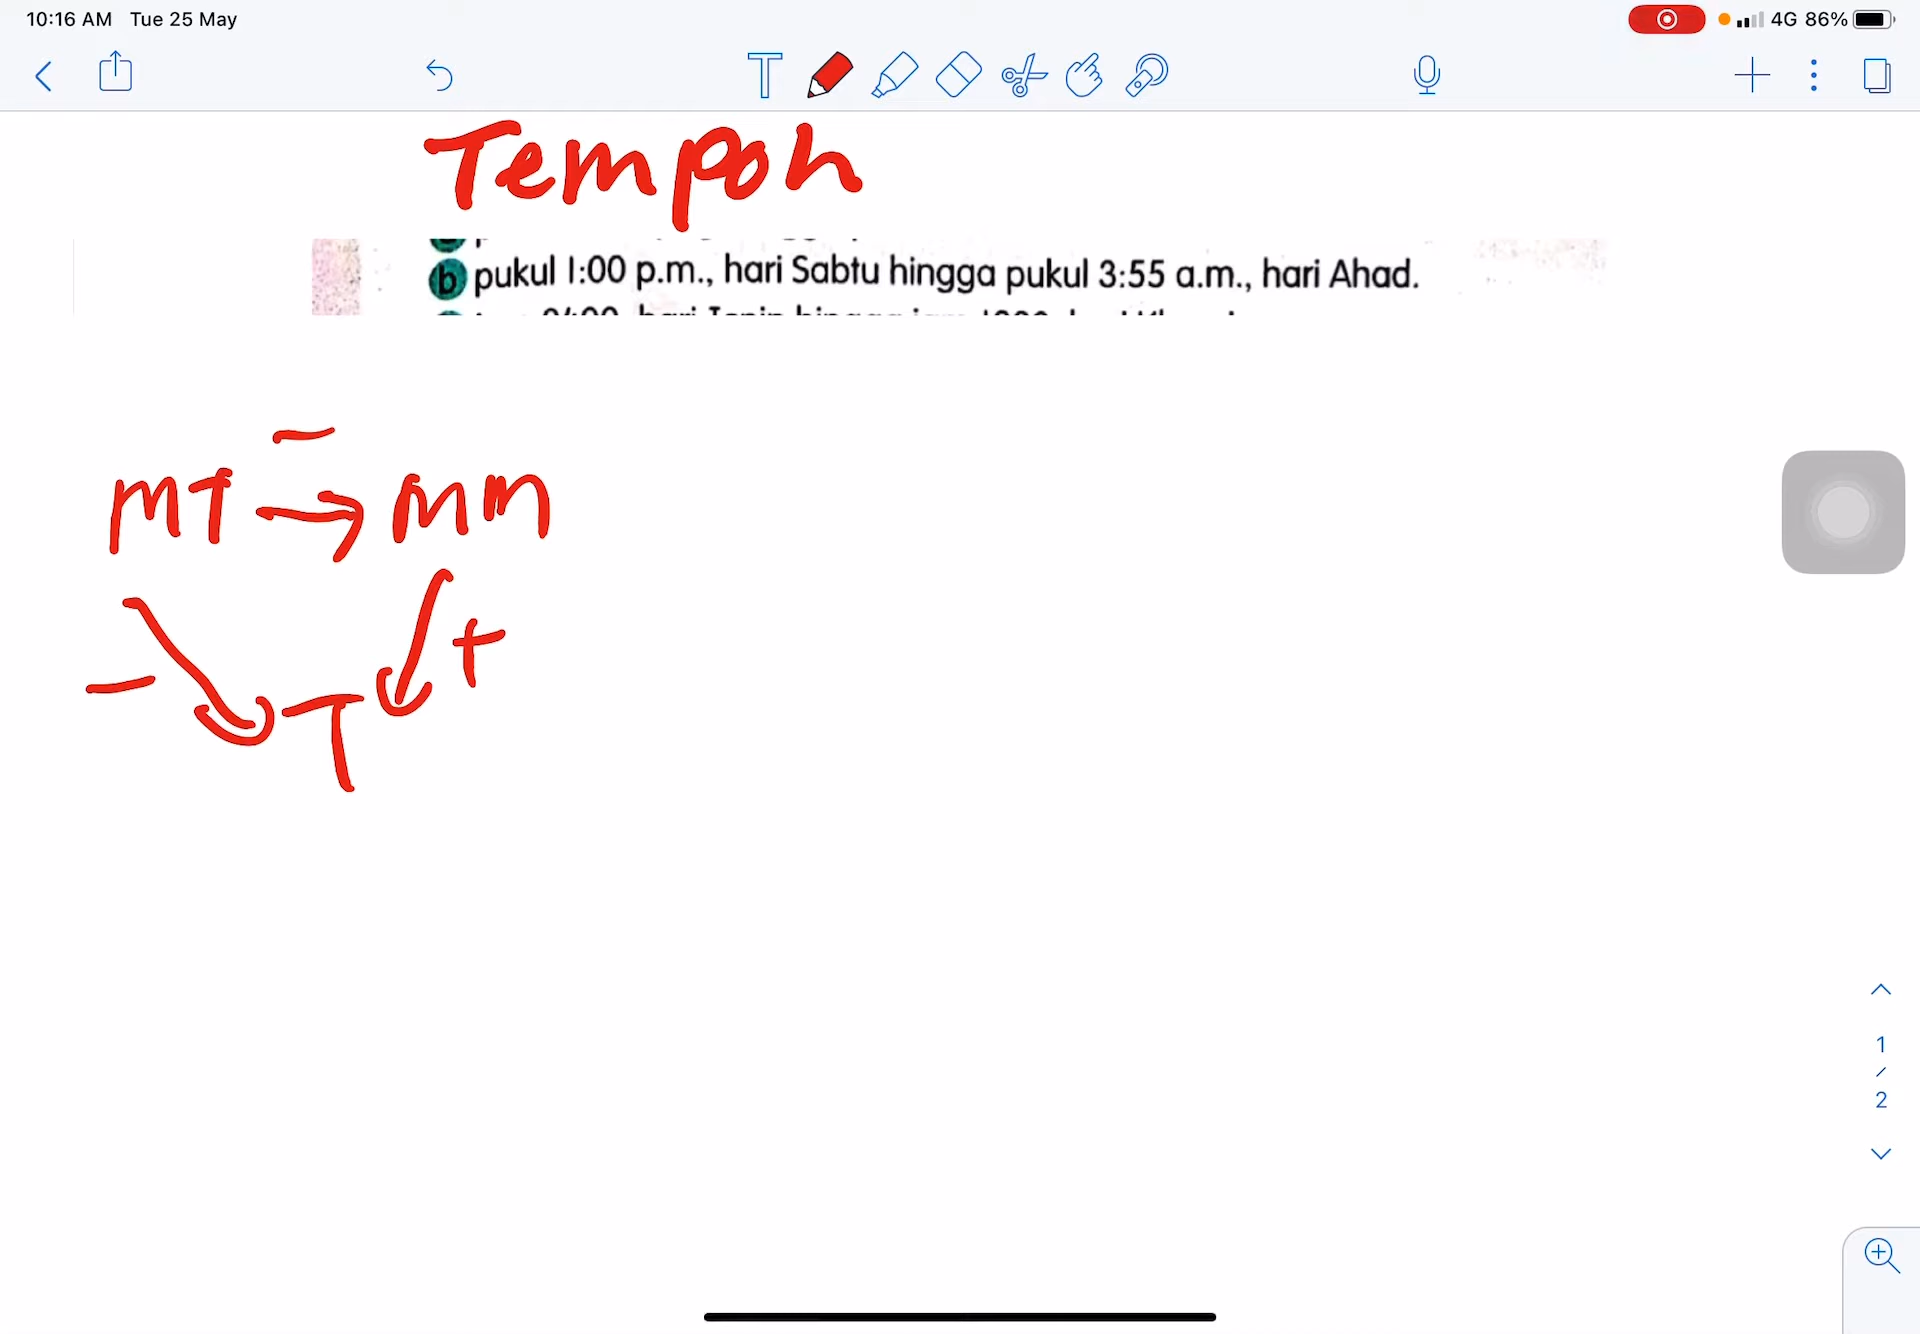 10:16 AM Tue 25 May
4G 86%
T
Tempoh
b pukul 1:00 p.m., hari Sabtu hingga pukul 3:55 a.m., hari Ahad.
−
MT → MM
− +
T
1
/
2